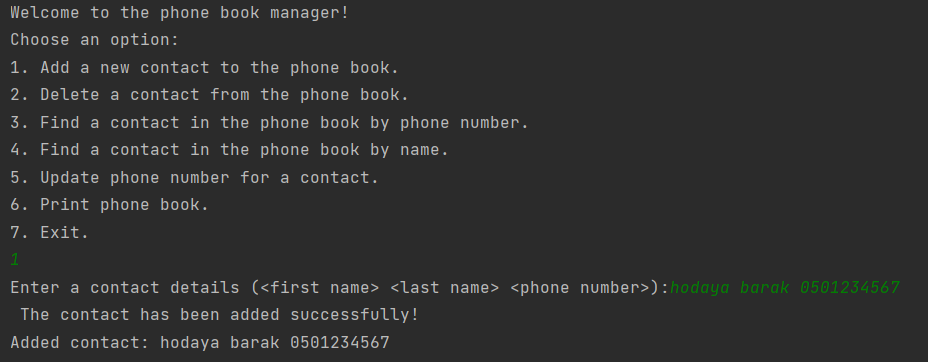 Welcome to the phone book manager!
Choose an option:
1. Add a new contact to the phone book.
2. Delete a contact from the phone book.
3. Find a contact in the phone book by phone number.
4. Find a contact in the phone book by name.
5. Update phone number for a contact.
6. Print phone book.
7. Exit.
1
Enter a contact details (<first name> <last name> <phone number>):hodaya barak 0501234567
 The contact has been added successfully!
Added contact: hodaya barak 0501234567